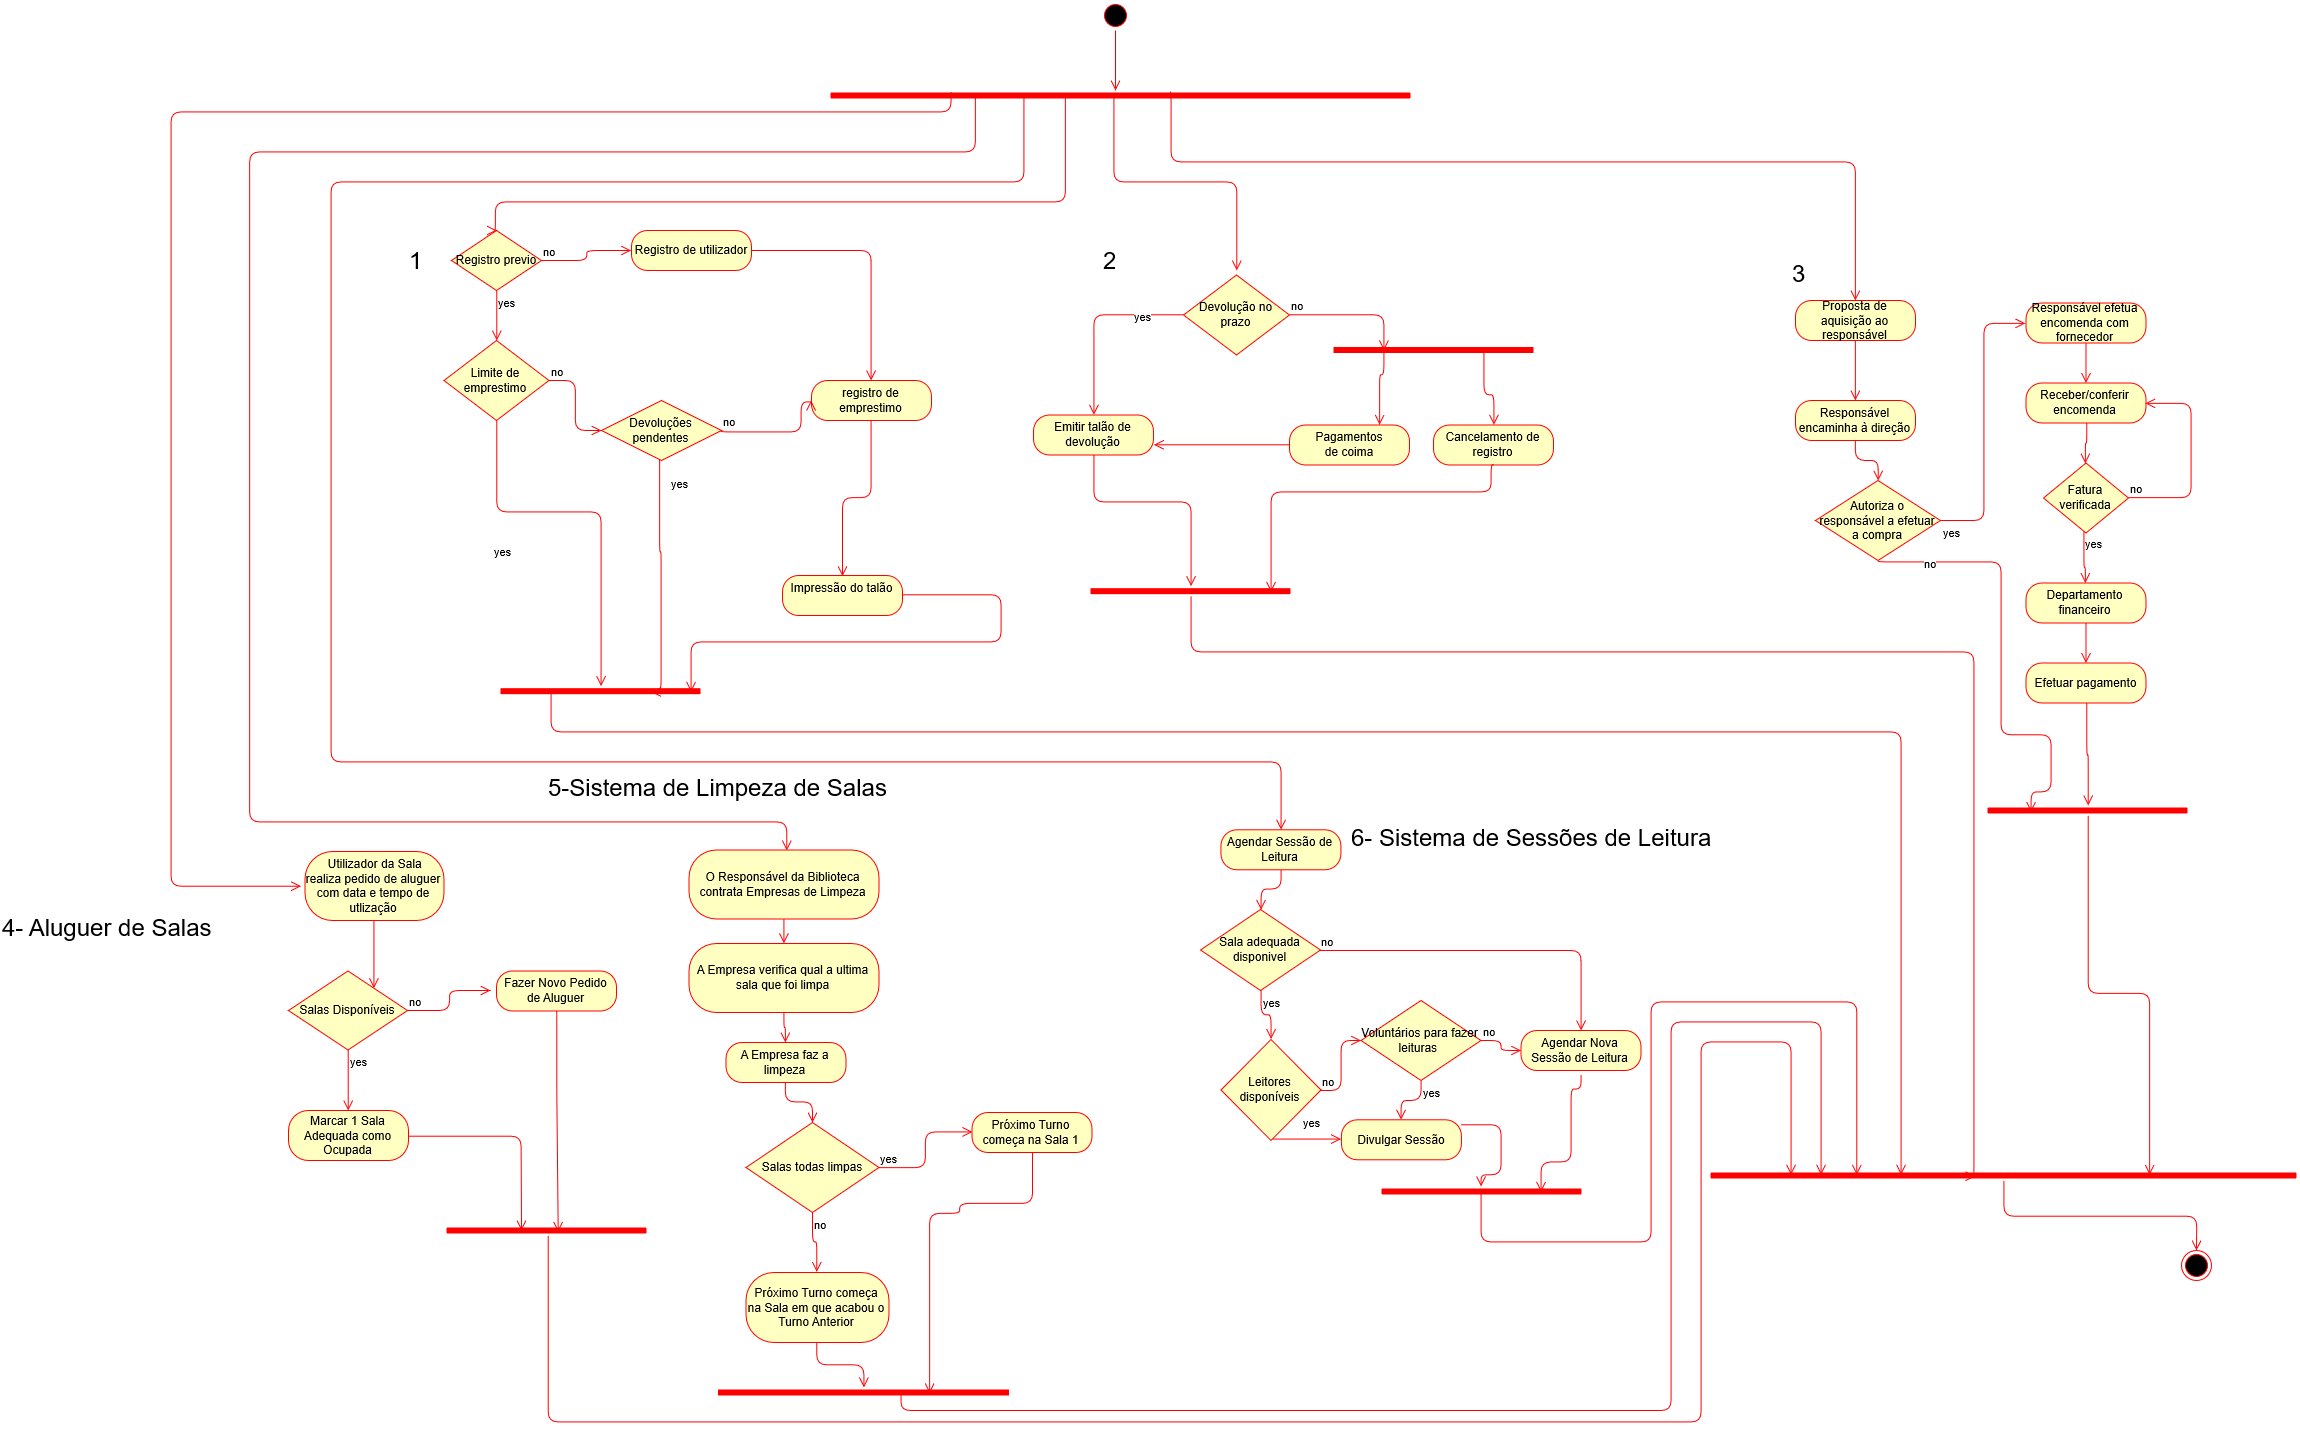 1
Registro previo
no
Registro de utilizador
yes
Limite de
emprestimo
no
Devoluções
pendentes
no
registro de
emprestimo
yes
yes
Impressão do talão
2
Devolução no
prazo
yes
no
Emitir talão de
devolução
Pagamentos
de coima
Cancelamento de
registro
3
Proposta de
aquisição ao
responsável
Responsável
encaminha à direção
Autoriza o
responsável a efetuar
a compra
yes
no
Responsável efetua
encomenda com
fornecedor
Receber/conferir
encomenda
Fatura
verificada
no
yes
Departamento
financeiro
Efetuar pagamento
4- Aluguer de Salas
Utilizador da Sala
realiza pedido de aluguer
com data e tempo de
utlização
Salas Disponíveis
no
Fazer Novo Pedido
de Aluguer
yes
Marcar 1 Sala
Adequada como
Ocupada
5-Sistema de Limpeza de Salas
O Responsável da Biblioteca
contrata Empresas de Limpeza
A Empresa verifica qual a ultima
sala que foi limpa
A Empresa faz a
limpeza
Salas todas limpas
yes
Próximo Turno
começa na Sala 1
no
Próximo Turno começa
na Sala em que acabou o
Turno Anterior
6- Sistema de Sessões de Leitura
Agendar Sessão de
Leitura
Sala adequada
disponivel
no
yes
Leitores
disponíveis
no
yes
Voluntários para fazer
leituras
no
yes
Agendar Nova
Sessão de Leitura
Divulgar Sessão